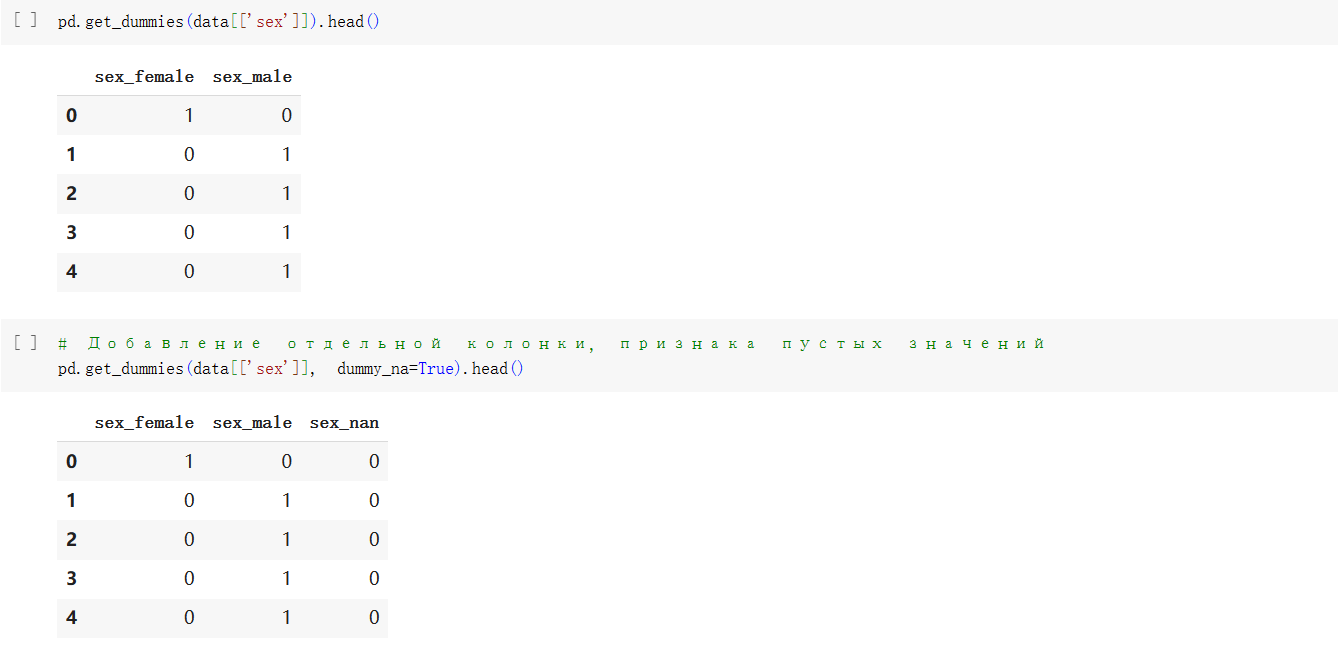 [ ] pd.get_dummies(data[['sex']]).head()
sex_female sex_male
0 1 0
1 0 1
2 0 1
3 0 1
4 0 1
[ ] # Добавление отдельной колонки, признака пустых значений
pd.get_dummies(data[['sex']], dummy_na=True).head()
sex_female sex_male sex_nan
0 1 0 0
1 0 1 0
2 0 1 0
3 0 1 0
4 0 1 0